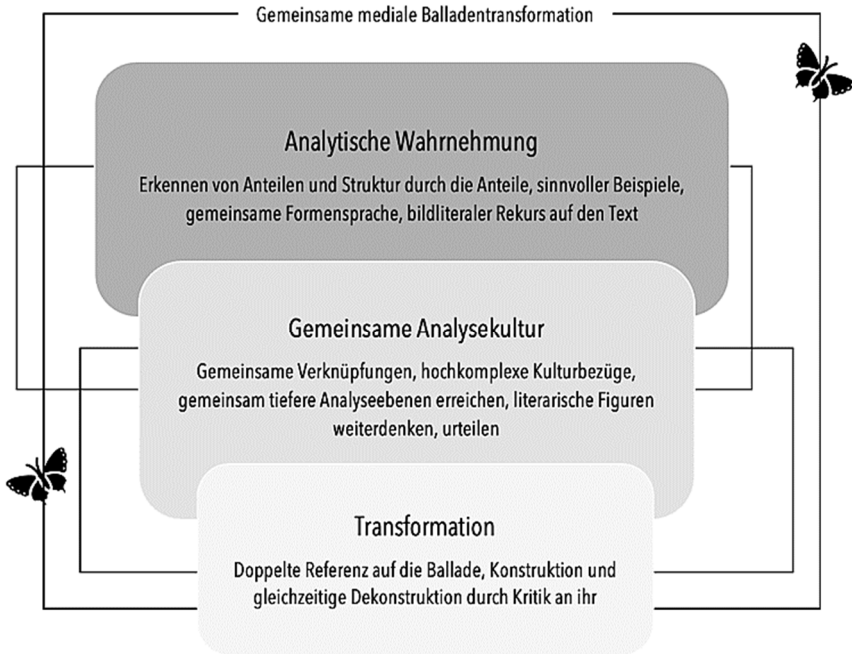 Gemeinsame mediale Balladentransformation
Analytische Wahrnehmung
Erkennen von Anteilen und Struktur durch die Anteile, sinnvoller Beispiele,
gemeinsame Formensprache, bildliteraler Rekurs auf den Text
Gemeinsame Analysekultur
Gemeinsame Verknüpfungen, hochkomplexe Kulturbezüge,
gemeinsam tiefere Analyseebenen erreichen, literarische Figuren
weiterdenken, urteilen
Transformation
Doppelte Referenz auf die Ballade, Konstruktion und
gleichzeitige Dekonstruktion durch Kritik an ihr